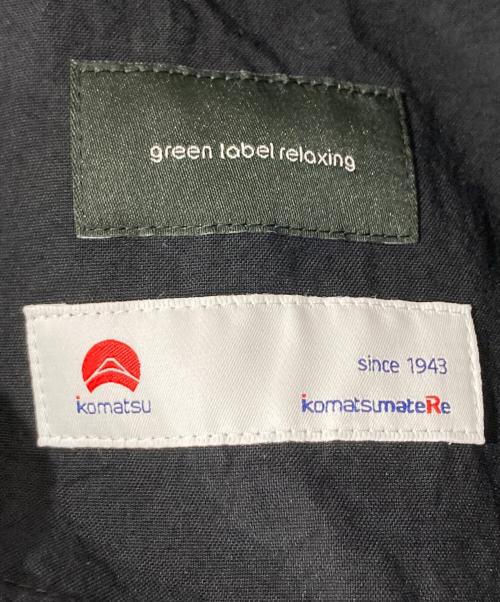 green label relaxing
since 1943
komatsu
komatsumateRe